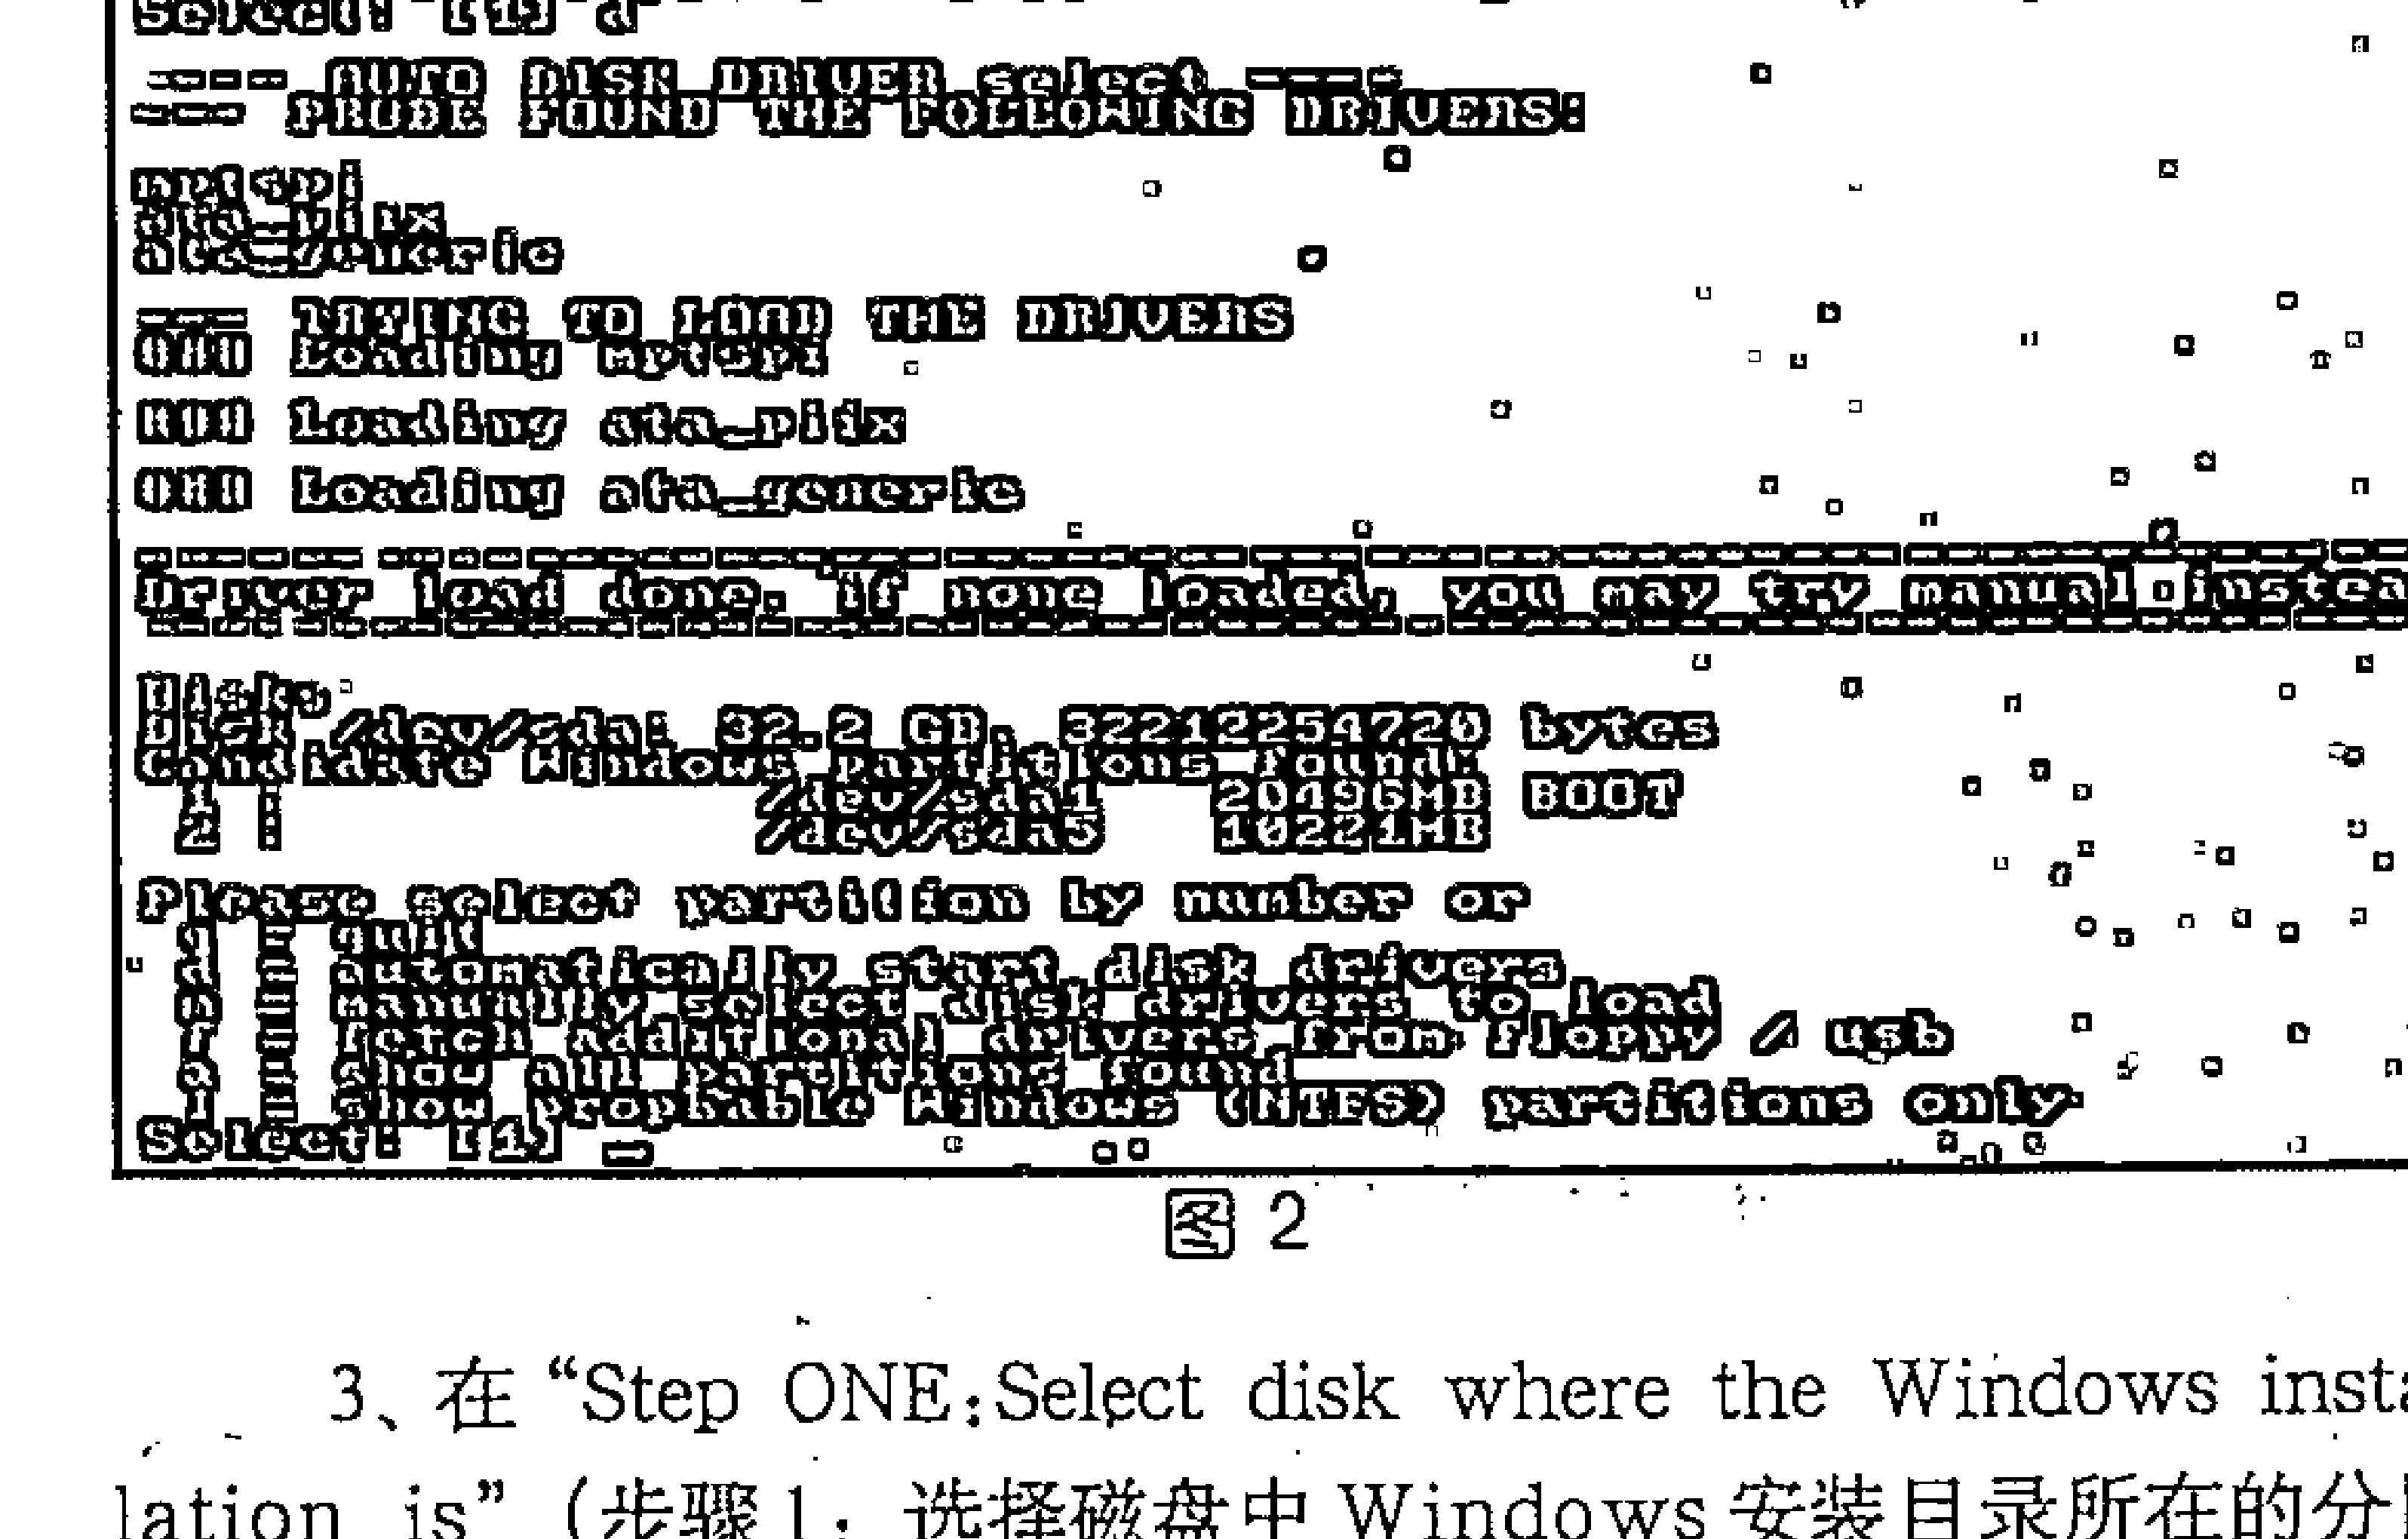 Select: [1] d
--- AUTO DISK DRIVER select ----
--- PROBE FOUND THE FOLLOWING DRIVERS:
mptspi
ata_piix
ata_generic
--- TRYING TO LOAD THE DRIVERS
### Loading mptspi
### Loading ata_piix
### Loading ata_generic
Driver load done, if none loaded, you may try manual instea
Disks:
Disk /dev/sda: 32.2 GB, 32212254720 bytes
Candidate Windows partitions found:
1 : /dev/sda1 20496MB BOOT
2 : /dev/sda5 10221MB
Please select partition by number or
q = quit
d = automatically start disk drivers
m = manually select disk drivers to load
f = fetch additional drivers from floppy / usb
a = show all partitions found
l = show propbable Windows (NTFS) partitions only
Select: [1] _
图 2
3、在 “Step ONE:Select disk where the Windows insta
lation is” (步骤 1: 选择磁盘中 Windows 安装目录所在的分